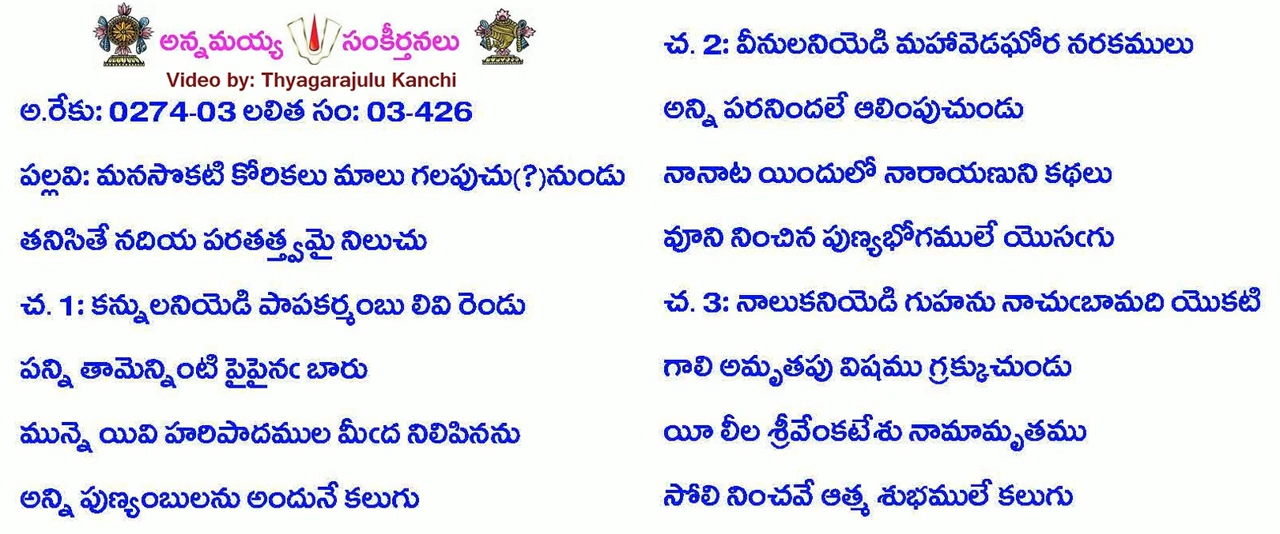 అన్నమయ్య సంకీర్తనలు
Video by: Thyagarajulu Kanchi
అ.రేకు: 0274-03 లలిత సం: 03-426
పల్లవి: మనసొకటి కోరికలు మాలు గలపుచు(?)నుండు
తనిసితే నదియ పరతత్త్వమై నిలుచు
చ. 1: కన్నులనియెడి పాపకర్మంబు లివి రెండు
పన్ని తామెన్నింటి పైపైనఁ బారు
మున్నె యివి హరిపాదముల మీఁద నిలిపినను
అన్ని పుణ్యంబులను అందునే కలుగు
చ. 2: వీనులనియెడి మహావెడఘోర నరకములు
అన్ని పరనిందలే ఆలింపుచుండు
నానాట యిందులో నారాయణుని కథలు
వూని నించిన పుణ్యభోగములే యొసఁగు
చ. 3: నాలుకనియెడి గుహను నాచుఁబామది యొకటి
గాలి అమృతపు విషము గ్రక్కుచుండు
యీ లీల శ్రీవేంకటేశు నామామృతము
సోలి నించవే ఆత్మ శుభములే కలుగు